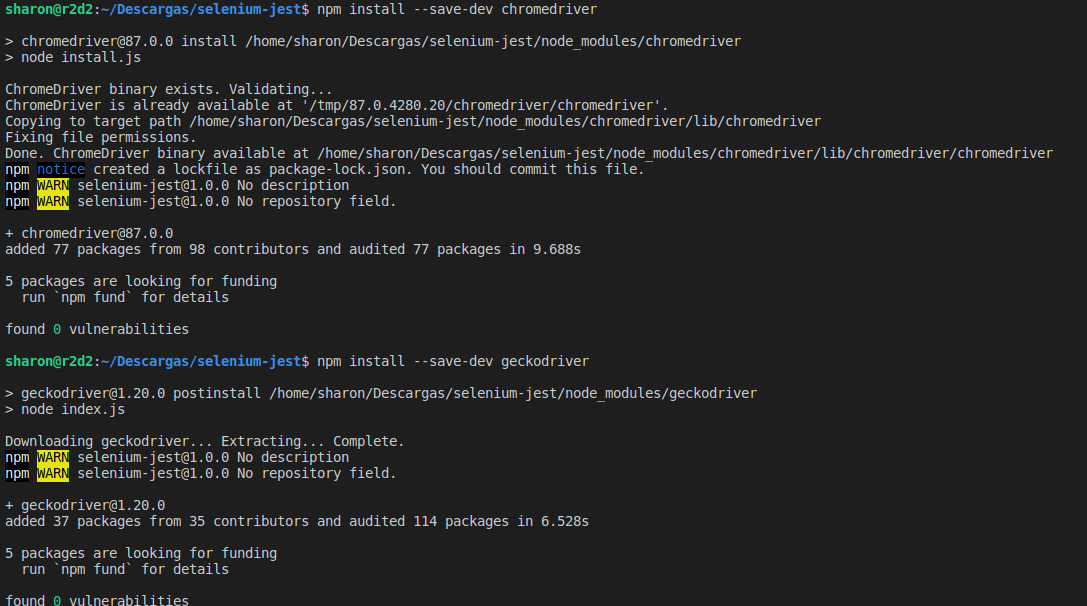 sharon@r2d2:~/Descargas/selenium-jest$ npm install --save-dev chromedriver
> chromedriver@87.0.0 install /home/sharon/Descargas/selenium-jest/node_modules/chromedriver
> node install.js
ChromeDriver binary exists. Validating...
ChromeDriver is already available at '/tmp/87.0.4280.20/chromedriver/chromedriver'.
Copying to target path /home/sharon/Descargas/selenium-jest/node_modules/chromedriver/lib/chromedriver
Fixing file permissions.
Done. ChromeDriver binary available at /home/sharon/Descargas/selenium-jest/node_modules/chromedriver/lib/chromedriver/chromedriver
npm notice created a lockfile as package-lock.json. You should commit this file.
npm WARN selenium-jest@1.0.0 No description
npm WARN selenium-jest@1.0.0 No repository field.
+ chromedriver@87.0.0
added 77 packages from 98 contributors and audited 77 packages in 9.688s
5 packages are looking for funding
  run `npm fund` for details
found 0 vulnerabilities
sharon@r2d2:~/Descargas/selenium-jest$ npm install --save-dev geckodriver
> geckodriver@1.20.0 postinstall /home/sharon/Descargas/selenium-jest/node_modules/geckodriver
> node index.js
Downloading geckodriver... Extracting... Complete.
npm WARN selenium-jest@1.0.0 No description
npm WARN selenium-jest@1.0.0 No repository field.
+ geckodriver@1.20.0
added 37 packages from 35 contributors and audited 114 packages in 6.528s
5 packages are looking for funding
  run `npm fund` for details
found 0 vulnerabilities